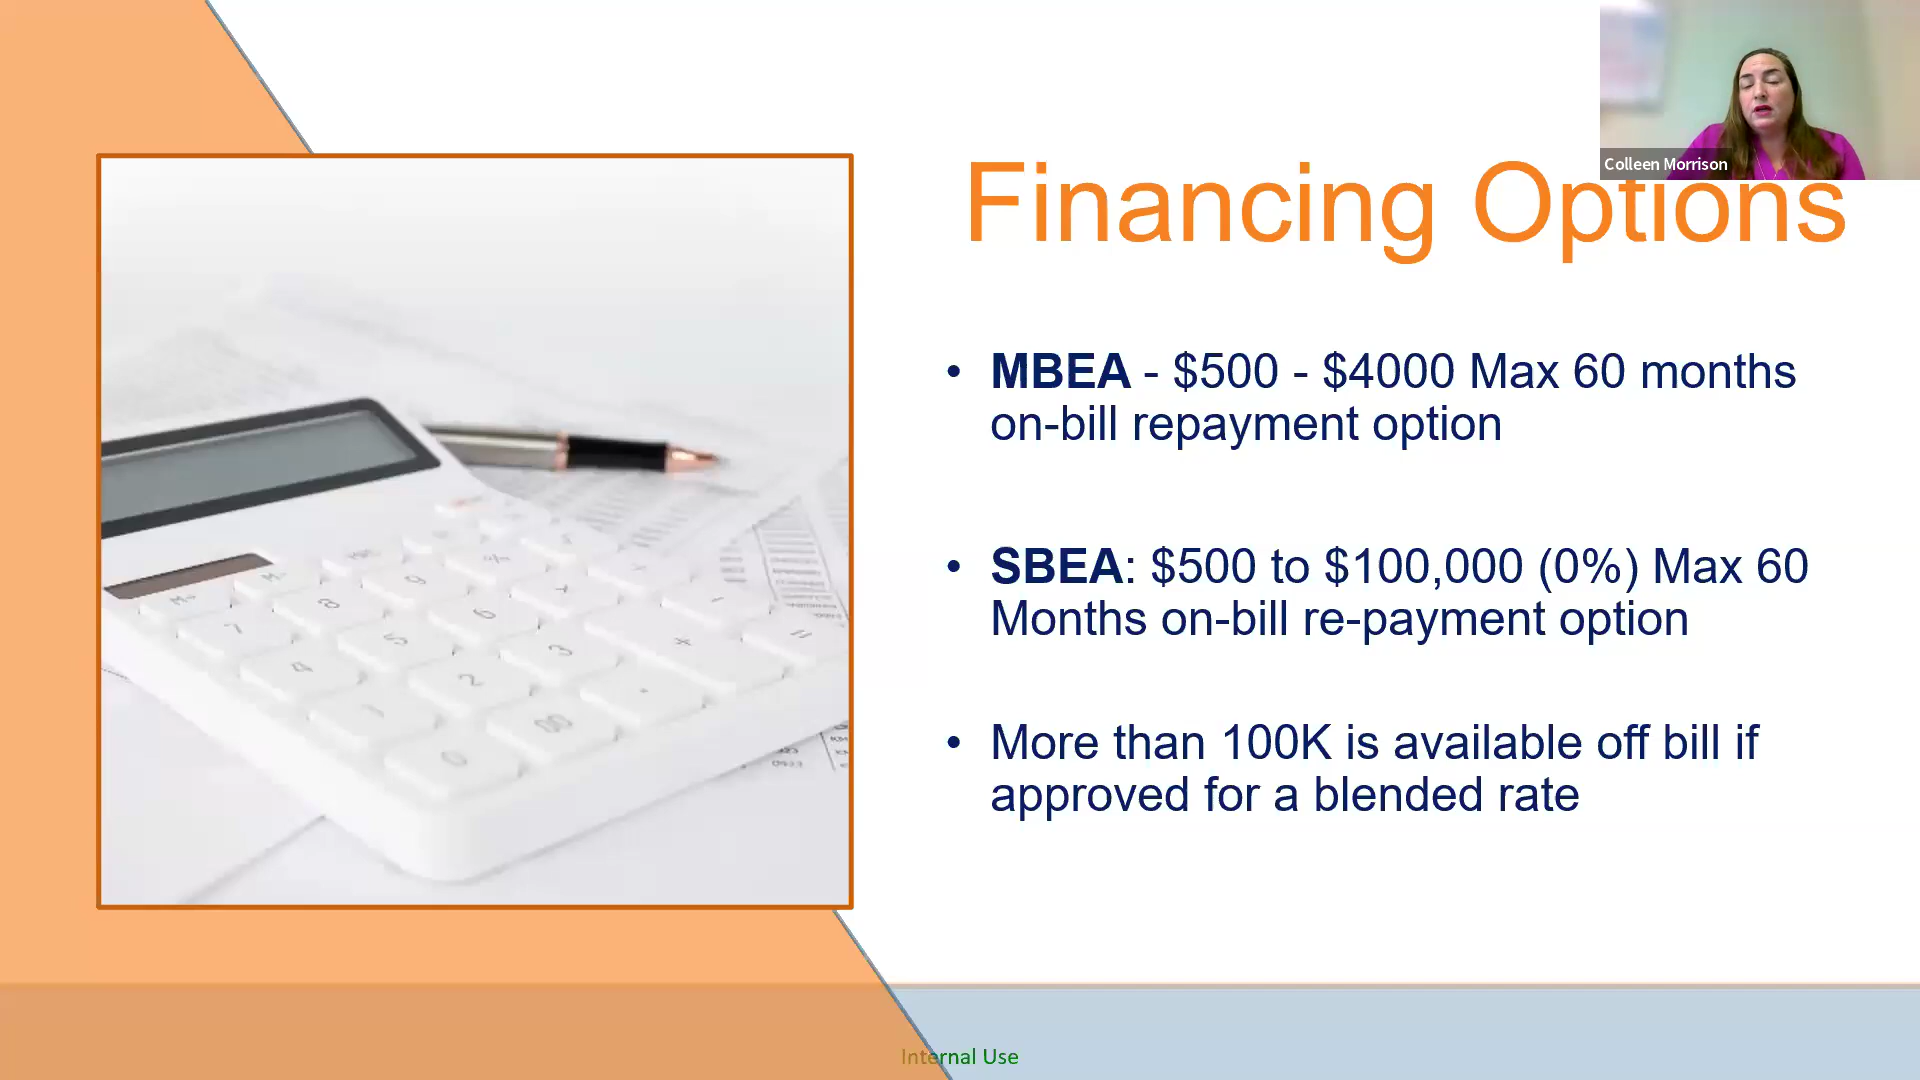 Colleen Morrison
Financing Options
• MBEA - $500 - $4000 Max 60 months
on-bill repayment option
• SBEA: $500 to $100,000 (0%) Max 60
Months on-bill re-payment option
• More than 100K is available off bill if
approved for a blended rate
Internal Use